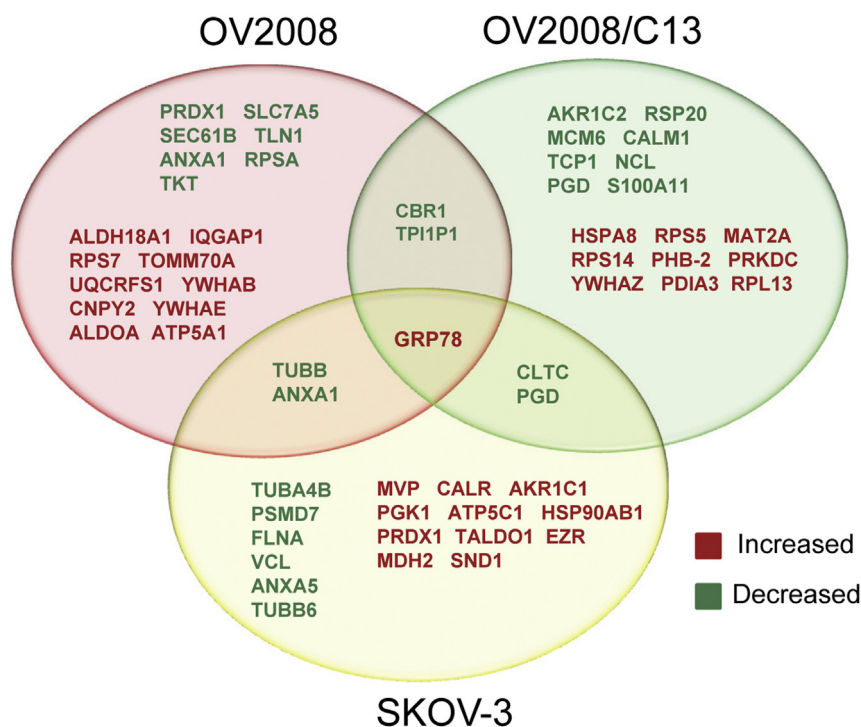 OV2008
OV2008/C13
PRDX1 SLC7A5
SEC61B TLN1
ANXA1 RPSA
TKT
ALDH18A1 IQGAP1
RPS7 TOMM70A
UQCRFS1 YWHAB
CNPY2 YWHAE
ALDOA ATP5A1
CBR1
TPI1P1
AKR1C2 RSP20
MCM6 CALM1
TCP1 NCL
PGD S100A11
HSPA8 RPS5 MAT2A
RPS14 PHB-2 PRKDC
YWHAZ PDIA3 RPL13
GRP78
TUBB
ANXA1
CLTC
PGD
TUBA4B
PSMD7
FLNA
VCL
ANXA5
TUBB6
MVP CALR AKR1C1
PGK1 ATP5C1 HSP90AB1
PRDX1 TALDO1 EZR
MDH2 SND1
Increased
Decreased
SKOV-3